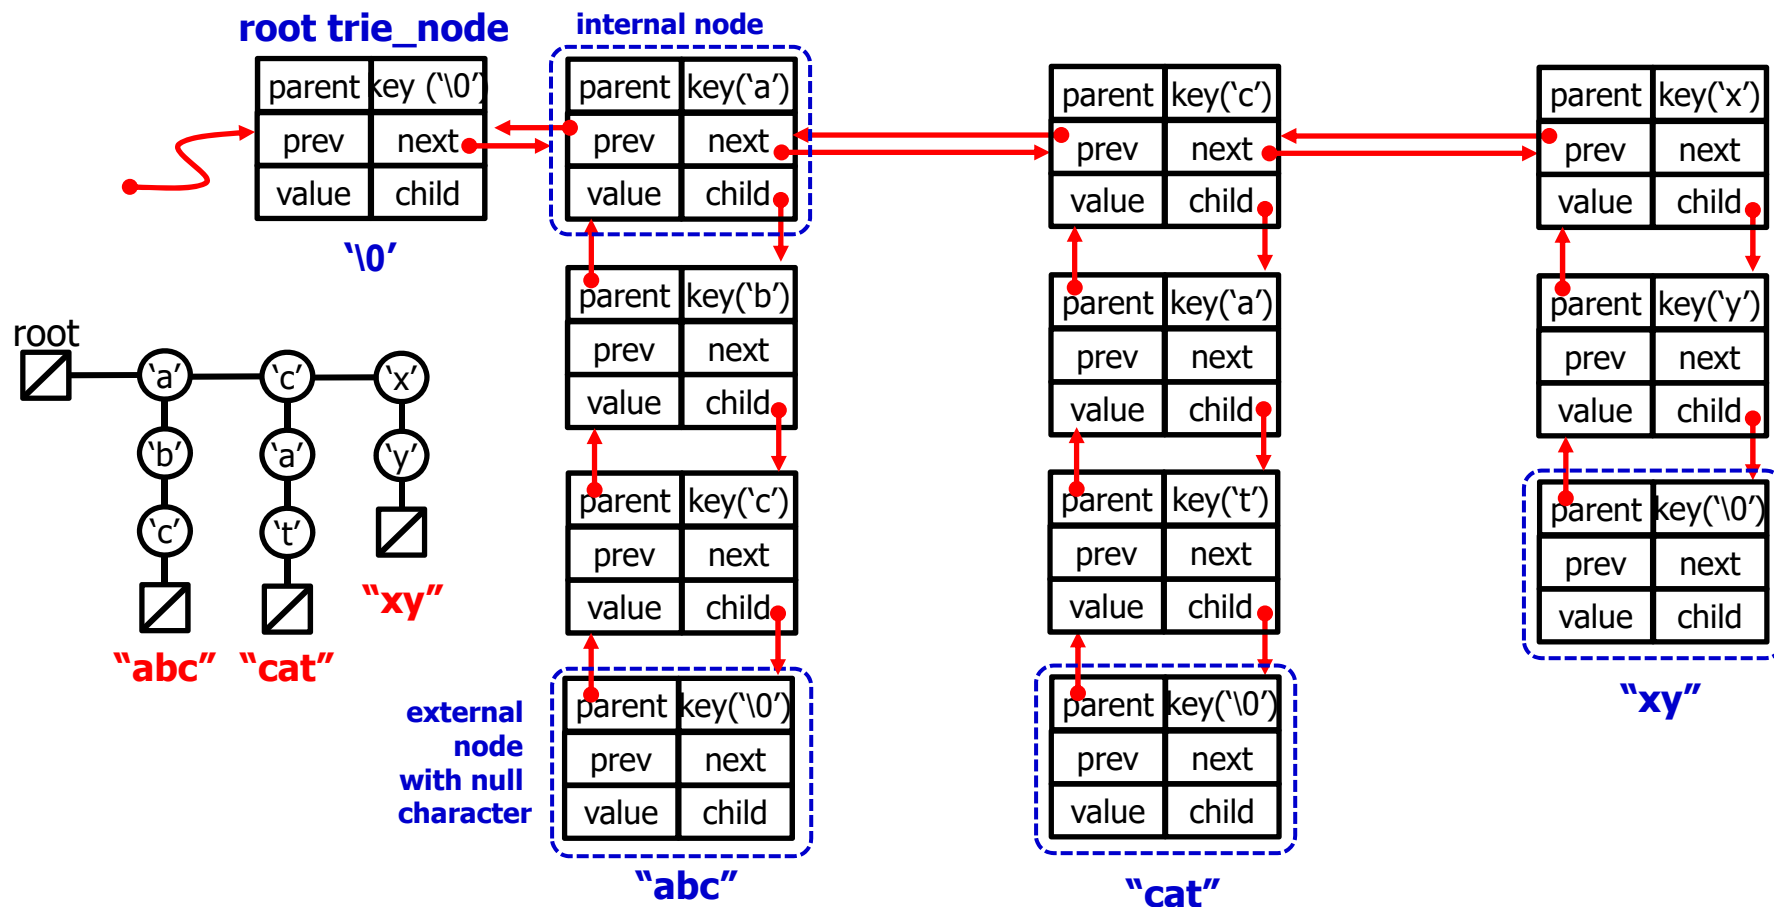 root trie_node
internal node
parent key (‘\0’)
prev next
value child
‘\0’
parent key(‘a’)
prev next
value child
parent key(‘c’)
prev next
value child
parent key(‘x’)
prev next
value child
parent key(‘b’)
prev next
value child
parent key(‘a’)
prev next
value child
parent key(‘y’)
prev next
value child
root
‘a’ ‘c’ ‘x’
‘b’ ‘a’ ‘y’
‘c’ ‘t’
“xy”
“abc” “cat”
parent key(‘c’)
prev next
value child
parent key(‘t’)
prev next
value child
parent key(‘\0’)
prev next
value child
“xy”
external
node
with null
character
parent key(‘\0’)
prev next
value child
“abc”
parent key(‘\0’)
prev next
value child
“cat”